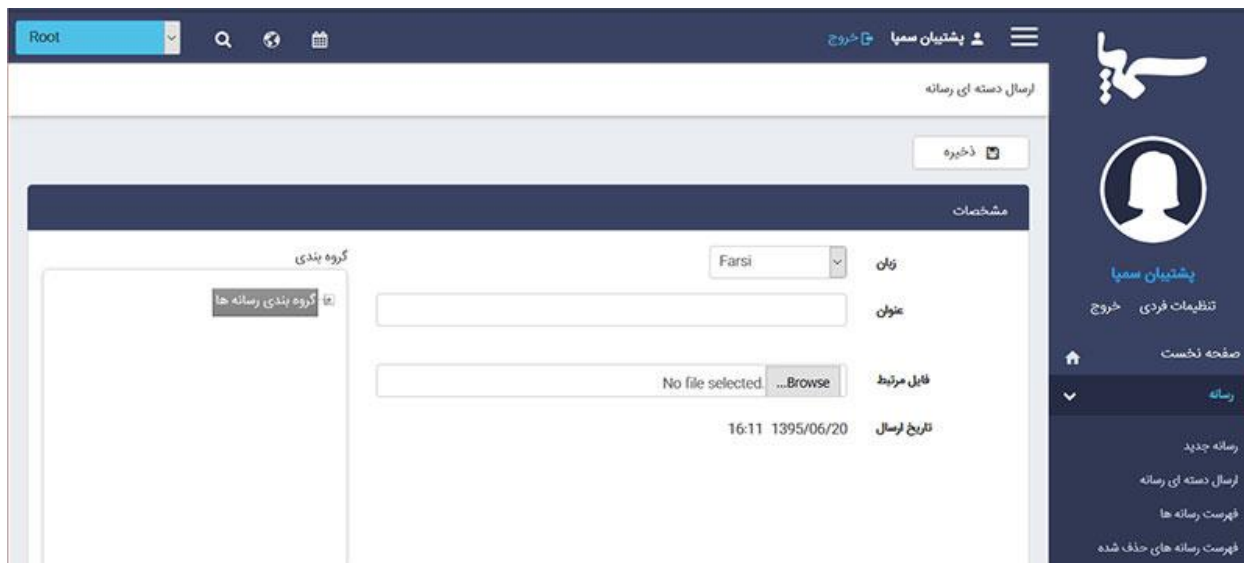 سمپا
پشتیبان سمپا
تنظیمات فردی خروج
صفحه نخست
رسانه
رسانه جدید
ارسال دسته ای رسانه
فهرست رسانه ها
فهرست رسانه های حذف شده
پشتیبان سمپا خروج
Root
ارسال دسته ای رسانه
ذخیره
مشخصات
زبان Farsi
عنوان
فایل مرتبط Browse... No file selected.
تاریخ ارسال 1395/06/20 16:11
گروه بندی
گروه بندی رسانه ها